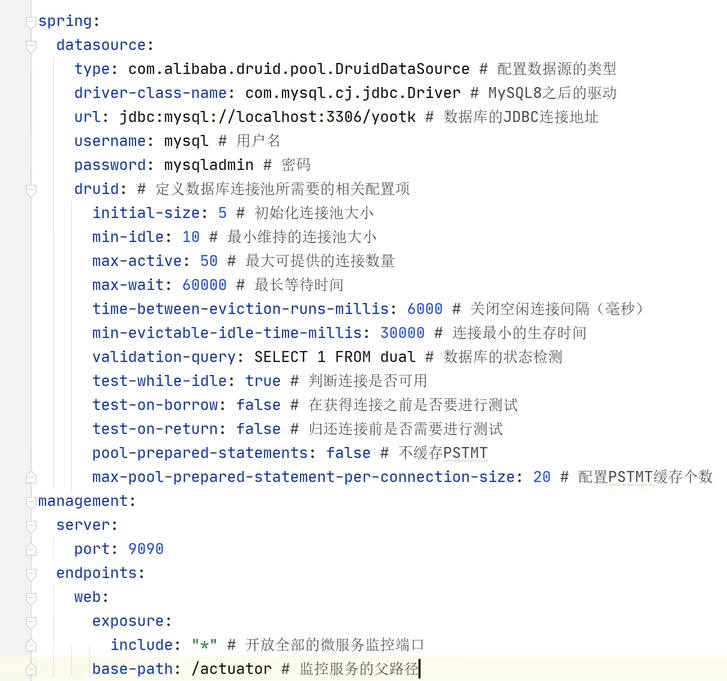 spring:
  datasource:
    type: com.alibaba.druid.pool.DruidDataSource # 配置数据源的类型
    driver-class-name: com.mysql.cj.jdbc.Driver # MySQL8之后的驱动
    url: jdbc:mysql://localhost:3306/yootk # 数据库的JDBC连接地址
    username: mysql # 用户名
    password: mysqladmin # 密码
    druid: # 定义数据库连接池所需要的相关配置项
      initial-size: 5 # 初始化连接池大小
      min-idle: 10 # 最小维持的连接池大小
      max-active: 50 # 最大可提供的连接数量
      max-wait: 60000 # 最长等待时间
      time-between-eviction-runs-millis: 6000 # 关闭空闲连接间隔（毫秒）
      min-evictable-idle-time-millis: 30000 # 连接最小的生存时间
      validation-query: SELECT 1 FROM dual # 数据库的状态检测
      test-while-idle: true # 判断连接是否可用
      test-on-borrow: false # 在获得连接之前是否要进行测试
      test-on-return: false # 归还连接前是否需要进行测试
      pool-prepared-statements: false # 不缓存PSTMT
      max-pool-prepared-statement-per-connection-size: 20 # 配置PSTMT缓存个数
management:
  server:
    port: 9090
  endpoints:
    web:
      exposure:
        include: "*" # 开放全部的微服务监控端口
      base-path: /actuator # 监控服务的父路径